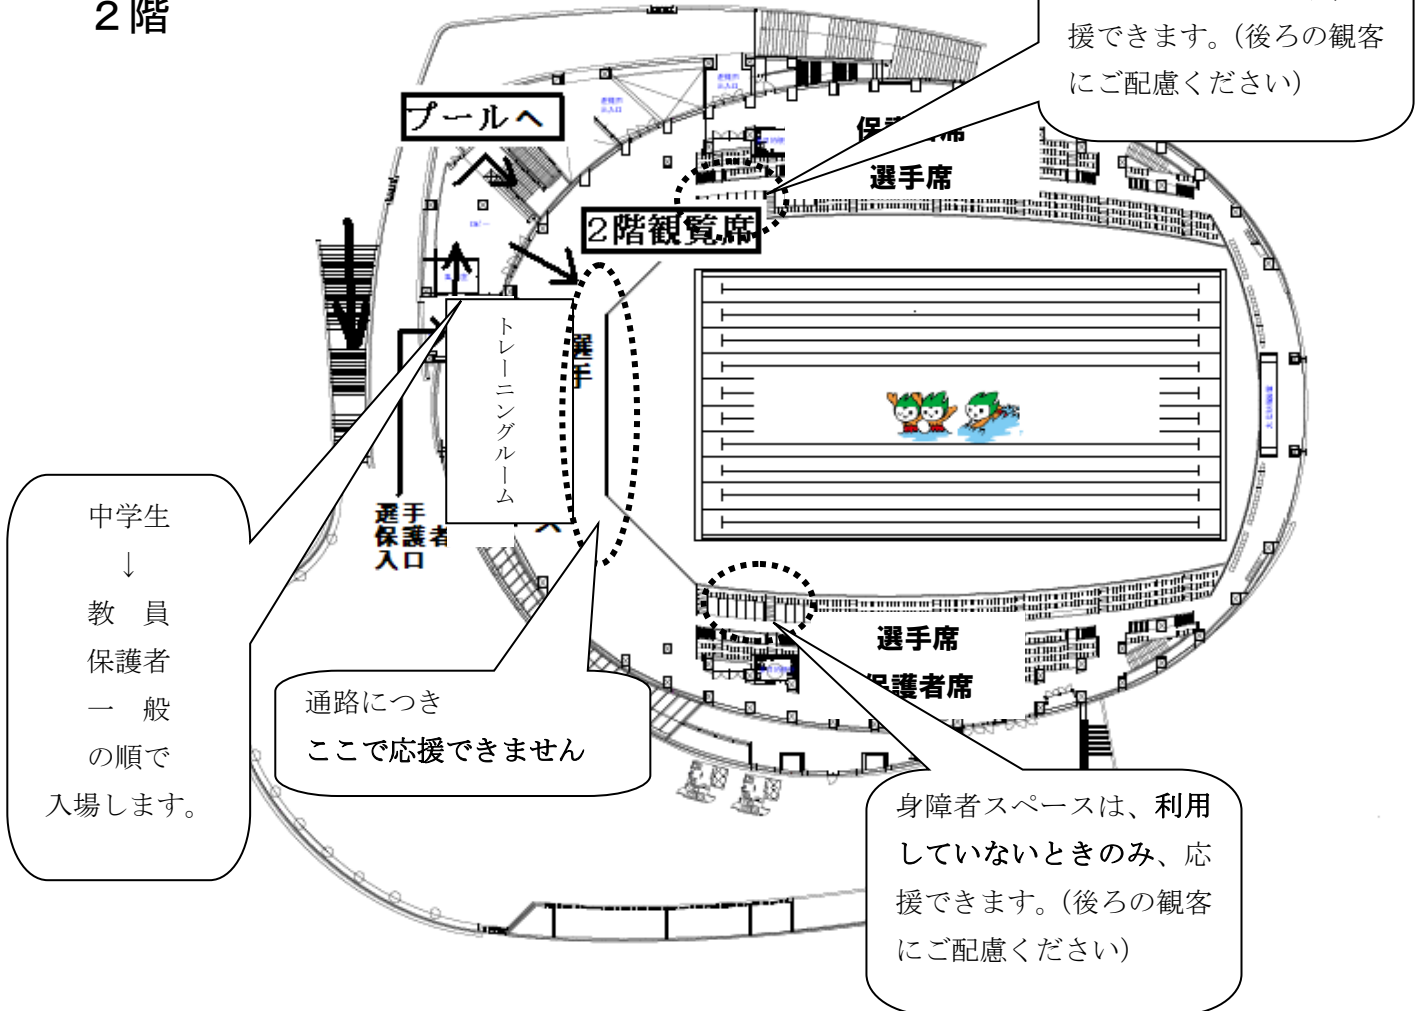 2階
援できます。（後ろの観客
にご配慮ください）
プールへ
選手席
2階観覧席
トレーニングルーム
選手
選手
保護者
入口
中学生
↓
教　員
保護者
一　般
の順で
入場します。
通路につき
ここで応援できません
選手席
保護者席
身障者スペースは、利用
していないときのみ、応
援できます。（後ろの観客
にご配慮ください）